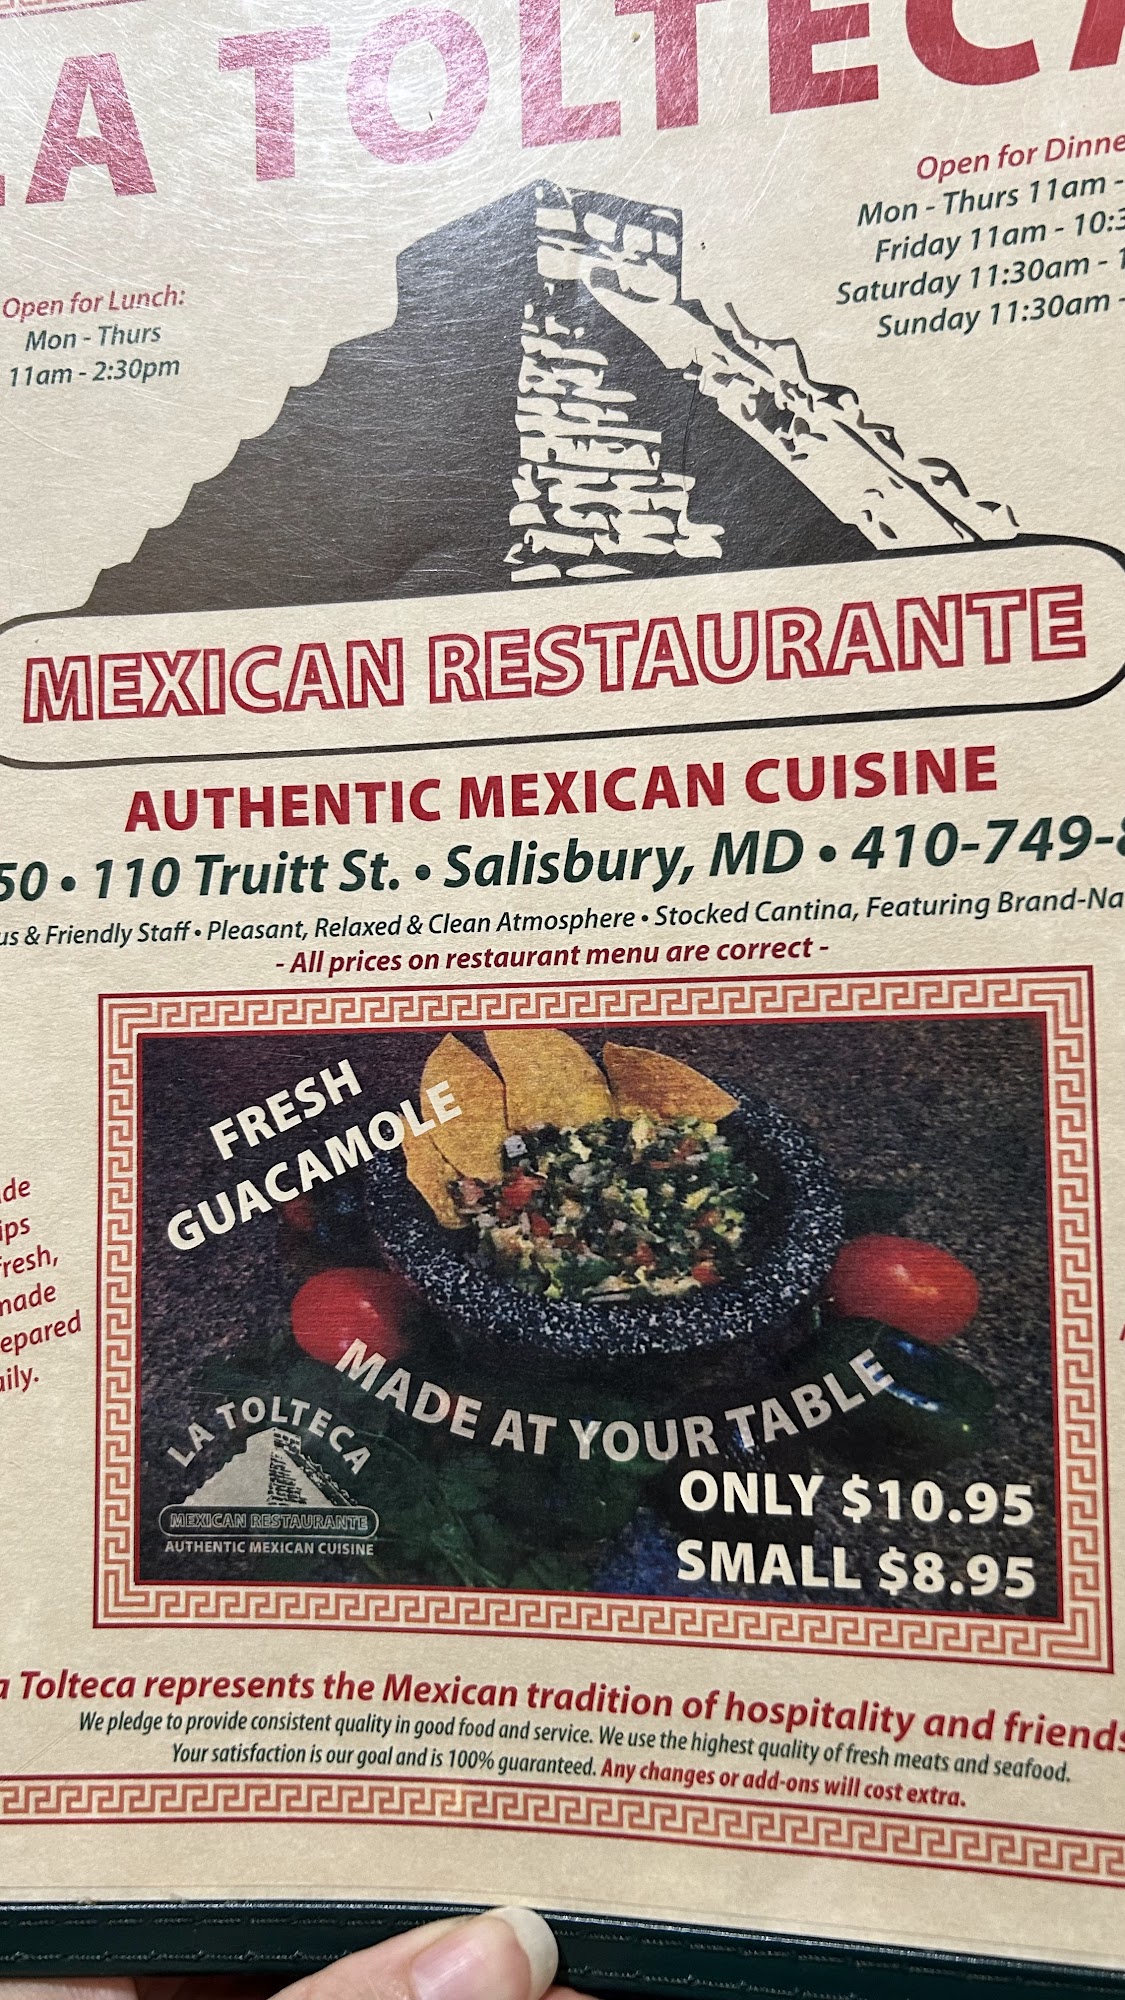 LA TOLTECA
Open for Lunch:
Mon - Thurs
11am - 2:30pm
Open for Dinne
Mon - Thurs 11am -
Friday 11am - 10:3
Saturday 11:30am - 1
Sunday 11:30am -
MEXICAN RESTAURANTE
AUTHENTIC MEXICAN CUISINE
50 • 110 Truitt St. • Salisbury, MD • 410-749-8
us & Friendly Staff • Pleasant, Relaxed & Clean Atmosphere • Stocked Cantina, Featuring Brand-Na
- All prices on restaurant menu are correct -
de
ips
fresh,
made
epared
aily.
FRESH
GUACAMOLE
MADE AT YOUR TABLE
LA TOLTECA
MEXICAN RESTAURANTE
AUTHENTIC MEXICAN CUISINE
ONLY $10.95
SMALL $8.95
a Tolteca represents the Mexican tradition of hospitality and friends
We pledge to provide consistent quality in good food and service. We use the highest quality of fresh meats and seafood.
Your satisfaction is our goal and is 100% guaranteed. Any changes or add-ons will cost extra.